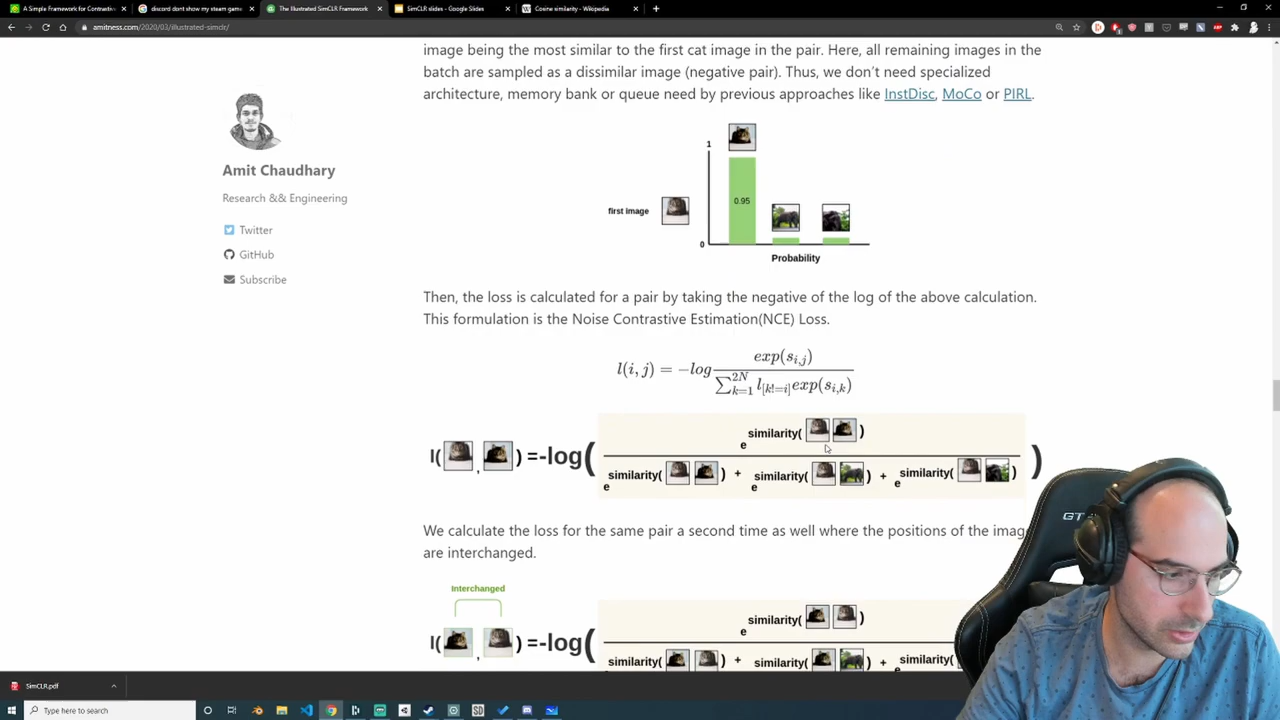 A Simple Framework for Contrastiv
discord dont show my steam game
The Illustrated SimCLR Framework
SimCLR slides - Google Slides
Cosine similarity - Wikipedia
amitness.com/2020/03/illustrated-simclr/
image being the most similar to the first cat image in the pair. Here, all remaining images in the
batch are sampled as a dissimilar image (negative pair). Thus, we don't need specialized
architecture, memory bank or queue need by previous approaches like InstDisc, MoCo or PIRL.
Amit Chaudhary
Research && Engineering
Twitter
GitHub
Subscribe
1
0.95
first image
0
Probability
Then, the loss is calculated for a pair by taking the negative of the log of the above calculation.
This formulation is the Noise Contrastive Estimation(NCE) Loss.
l(i, j) = −log exp(s_{i,j}) / ∑_{k=1}^{2N} l_{[k!=i]} exp(s_{i,k})
e similarity( )
l( , ) =-log( )
e similarity( ) + e similarity( ) + e similarity( )
We calculate the loss for the same pair a second time as well where the positions of the imag
are interchanged.
Interchanged
e similarity( )
l( , ) =-log(
similarity( ) + similarity( ) + similarity(
GT
SimCLR.pdf
Type here to search